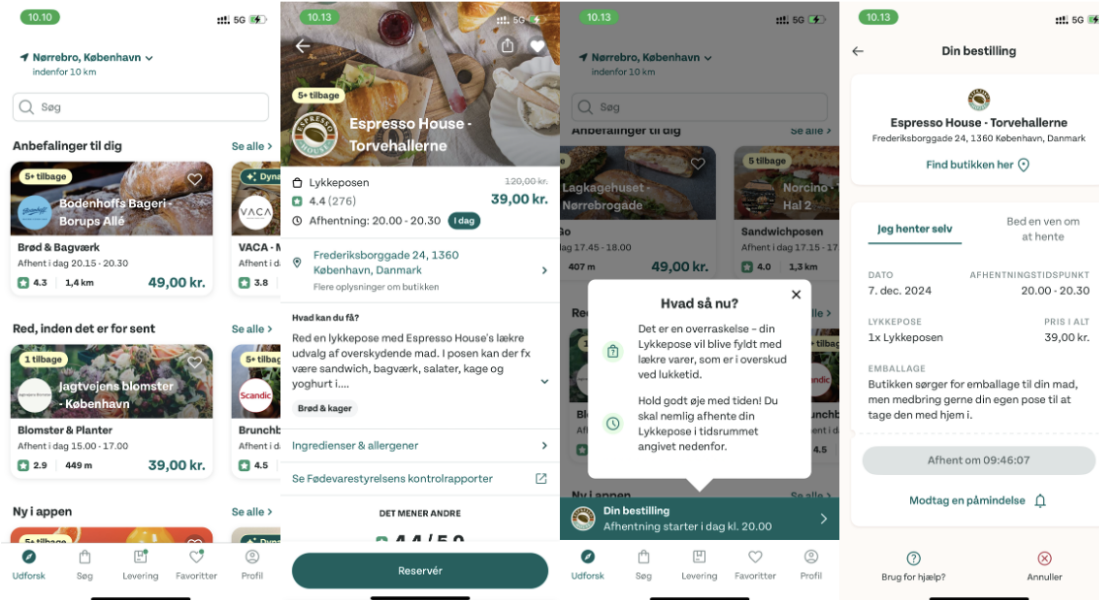 10.10
5G
Nørrebro, København
indenfor 10 km
Søg
Anbefalinger til dig
Se alle >
5+ tilbage
Bodenhoffs Bageri -
Borups Allé
Brød & Bagværk
Afhent i dag 20.15 - 20.30
4.3
1,4 km
49,00 kr.
VACA
VACA - 
Afhent i d
3.8
Red, inden det er for sent
Se alle >
1 tilbage
Jagtvejens blomster
- København
Blomster & Planter
Afhent i dag 15.00 - 17.00
2.9
449 m
39,00 kr.
5+ tilbag
Scandic
Brunchb
Afhent i d
4.5
Ny i appen
Se alle >
Udforsk
Søg
Levering
Favoritter
Profil
10.13
5G
5+ tilbage
ESPRESSO
HOUSE
Espresso House -
Torvehallerne
Lykkeposen
120,00 kr.
4.4 (276)
39,00 kr.
Afhentning: 20.00 - 20.30
I dag
Frederiksborggade 24, 1360
København, Danmark
Flere oplysninger om butikken
Hvad kan du få?
Red en lykkepose med Espresso House's lækre
udvalg af overskydende mad. I posen kan der fx
være sandwich, bagværk, salater, kage og
yoghurt i....
Brød & kager
Ingredienser & allergener
Se Fødevarestyrelsens kontrolrapporter
DET MENER ANDRE
4.4 / 5.0
Reservér
10.13
5G
Nørrebro, København
indenfor 10 km
Søg
Anbefalinger til dig
Se alle >
Lagkagehuset -
Nørrebrogade
ag 17.45 - 18.00
407 m
49,00 kr.
5 tilbage
Norcino -
Hal 2
Sandwichposen
Afhent i dag 17.15 - 17
4.0
1,3 km
Hvad så nu?
Det er en overraskelse – din
Lykkepose vil blive fyldt med
lækre varer, som er i overskud
ved lukketid.
Hold godt øje med tiden! Du
skal nemlig afhente din
Lykkepose i tidsrummet
angivet nedenfor.
Ny i appen
Se alle >
Din bestilling
Afhentning starter i dag kl. 20.00
Udforsk
Søg
Levering
Favoritter
Profil
10.13
5G
Din bestilling
Espresso House - Torvehallerne
Frederiksborggade 24, 1360 København, Danmark
Find butikken her
Jeg henter selv
Bed en ven om
at hente
DATO
AFHENTNINGSTIDSPUNKT
7. dec. 2024
20.00 - 20.30
LYKKEPOSE
PRIS I ALT
1x Lykkeposen
39,00 kr.
EMBALLAGE
Butikken sørger for emballage til din mad,
men medbring gerne din egen pose til at
tage den med hjem i.
Afhent om 09:46:07
Modtag en påmindelse
Brug for hjælp?
Annuller